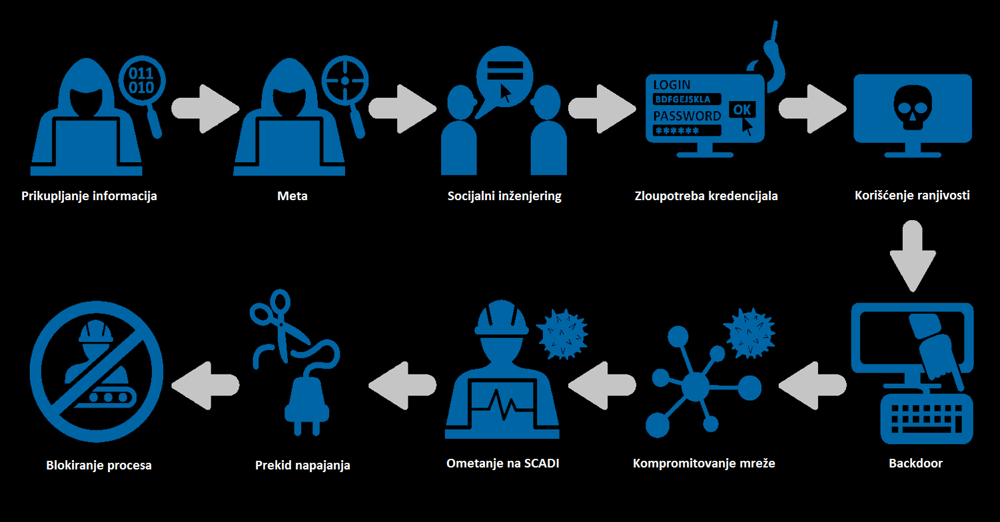 011
010
LOGIN
BDFGEJSKLA
PASSWORD
OK
******
Prikupljanje informacija
Meta
Socijalni inženjering
Zloupotreba kredencijala
Korišćenje ranjivosti
Blokiranje procesa
Prekid napajanja
Ometanje na SCADI
Kompromitovanje mreže
Backdoor